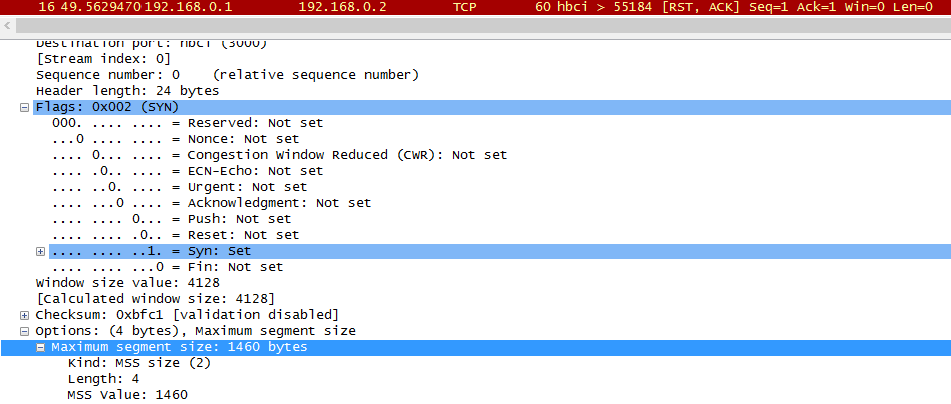 16 49.5629470 192.168.0.1 192.168.0.2 TCP 60 hbci > 55184 [RST, ACK] Seq=1 Ack=1 Win=0 Len=0
Destination port: hbci (3000)
[Stream index: 0]
Sequence number: 0 (relative sequence number)
Header length: 24 bytes
Flags: 0x002 (SYN)
000. .... .... = Reserved: Not set
...0 .... .... = Nonce: Not set
.... 0... .... = Congestion Window Reduced (CWR): Not set
.... .0.. .... = ECN-Echo: Not set
.... ..0. .... = Urgent: Not set
.... ...0 .... = Acknowledgment: Not set
.... .... 0... = Push: Not set
.... .... .0.. = Reset: Not set
.... .... ..1. = Syn: Set
.... .... ...0 = Fin: Not set
Window size value: 4128
[Calculated window size: 4128]
Checksum: 0xbfc1 [validation disabled]
Options: (4 bytes), Maximum segment size
Maximum segment size: 1460 bytes
Kind: MSS size (2)
Length: 4
MSS Value: 1460